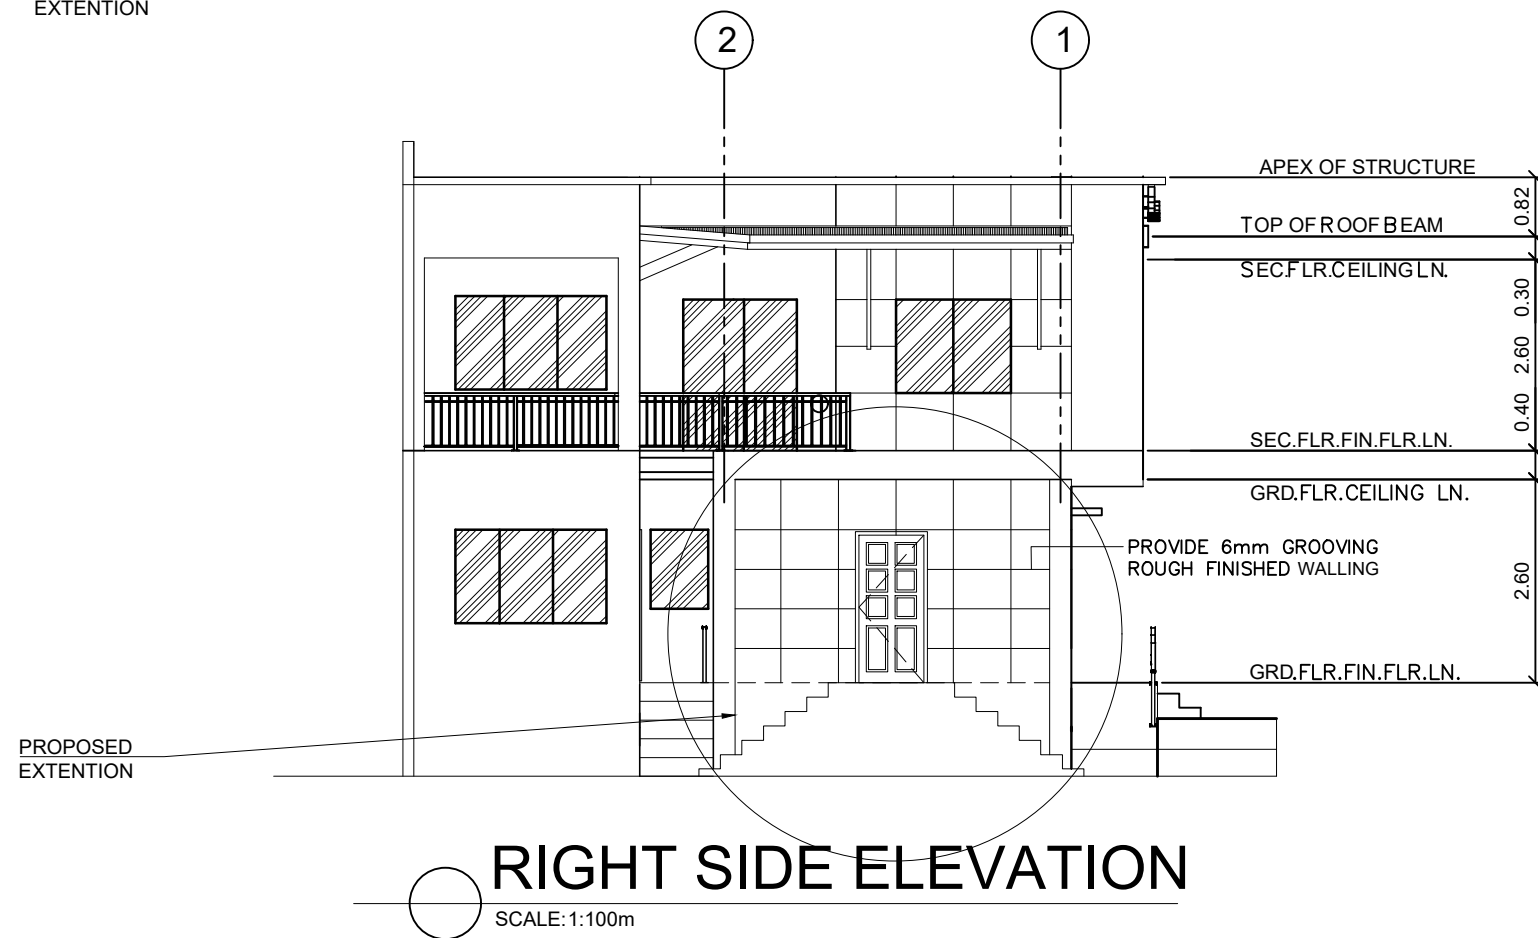 EXTENTION
2
1
APEX OF STRUCTURE
0.82
TOP OF ROOF BEAM
SEC.FLR.CEILING LN.
0.30
2.60
0.40
SEC.FLR.FIN.FLR.LN.
GRD.FLR.CEILING LN.
PROVIDE 6mm GROOVING
ROUGH FINISHED WALLING
2.60
GRD.FLR.FIN.FLR.LN.
PROPOSED
EXTENTION
RIGHT SIDE ELEVATION
SCALE:1:100m